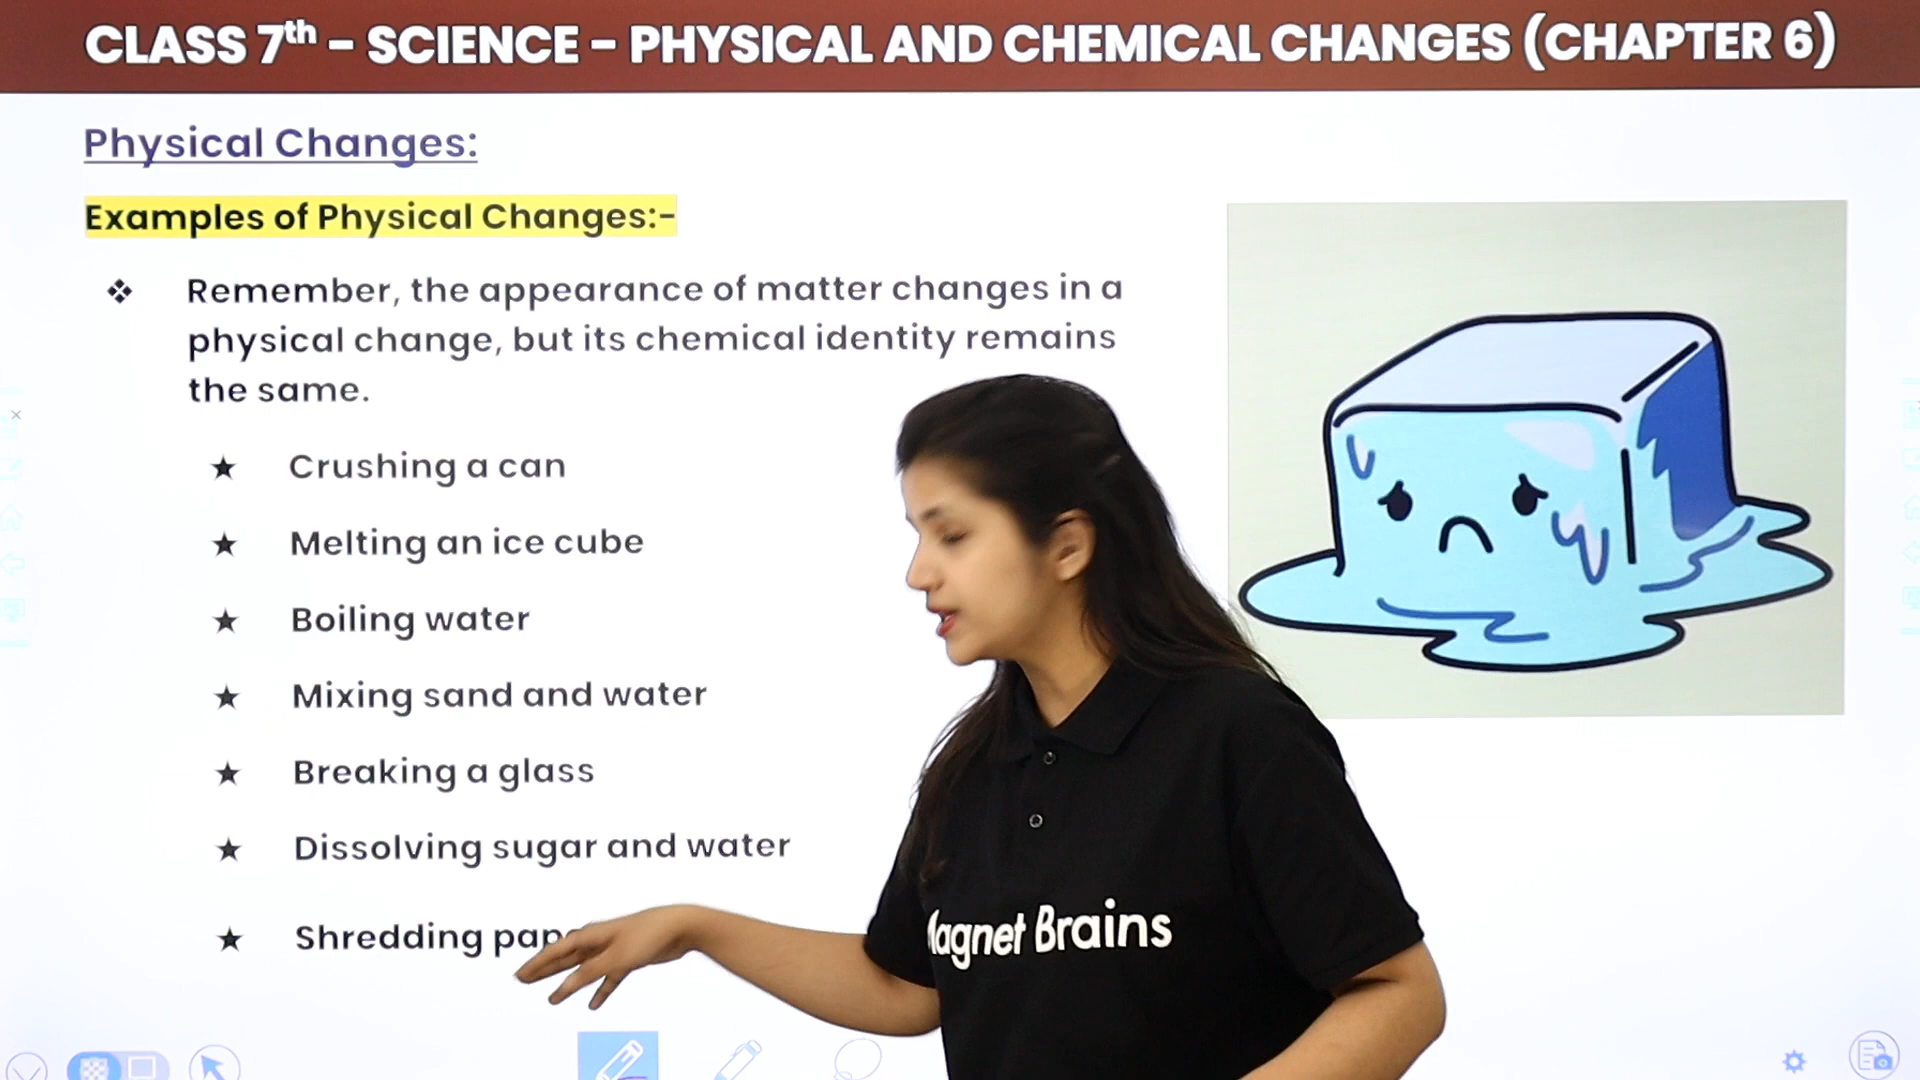 CLASS 7th – SCIENCE – PHYSICAL AND CHEMICAL CHANGES (CHAPTER 6)
Physical Changes:
Examples of Physical Changes:-
❖ Remember, the appearance of matter changes in a
physical change, but its chemical identity remains
the same.
★ Crushing a can
★ Melting an ice cube
★ Boiling water
★ Mixing sand and water
★ Breaking a glass
★ Dissolving sugar and water
★ Shredding
Brains